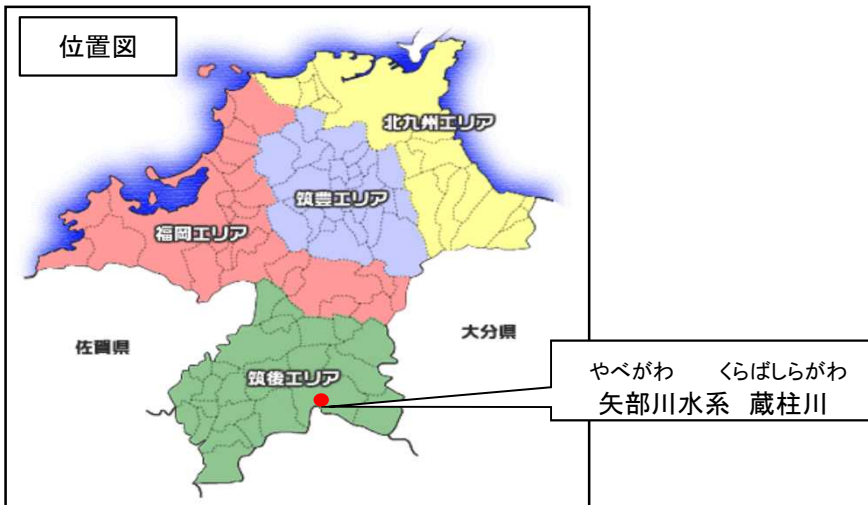 位置図
北九州エリア
筑豊エリア
福岡エリア
佐賀県
大分県
筑後エリア
やべがわ くらばしらがわ
矢部川水系 蔵柱川